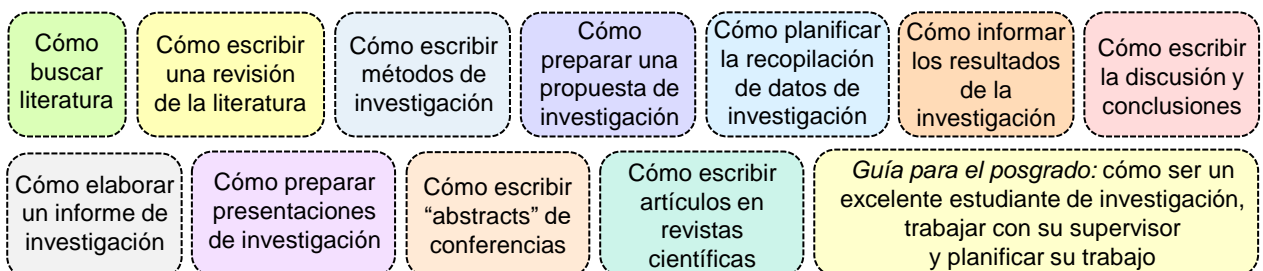 Cómo
buscar
literatura
Cómo escribir
una revisión
de la literatura
Cómo escribir
métodos de
investigación
Cómo
preparar una
propuesta de
investigación
Cómo planificar
la recopilación
de datos de
investigación
Cómo informar
los resultados
de la
investigación
Cómo escribir
la discusión y
conclusiones
Cómo elaborar
un informe de
investigación
Cómo preparar
presentaciones
de investigación
Cómo escribir
“abstracts” de
conferencias
Cómo escribir
artículos en
revistas
científicas
Guía para el posgrado: cómo ser un
excelente estudiante de investigación,
trabajar con su supervisor
y planificar su trabajo